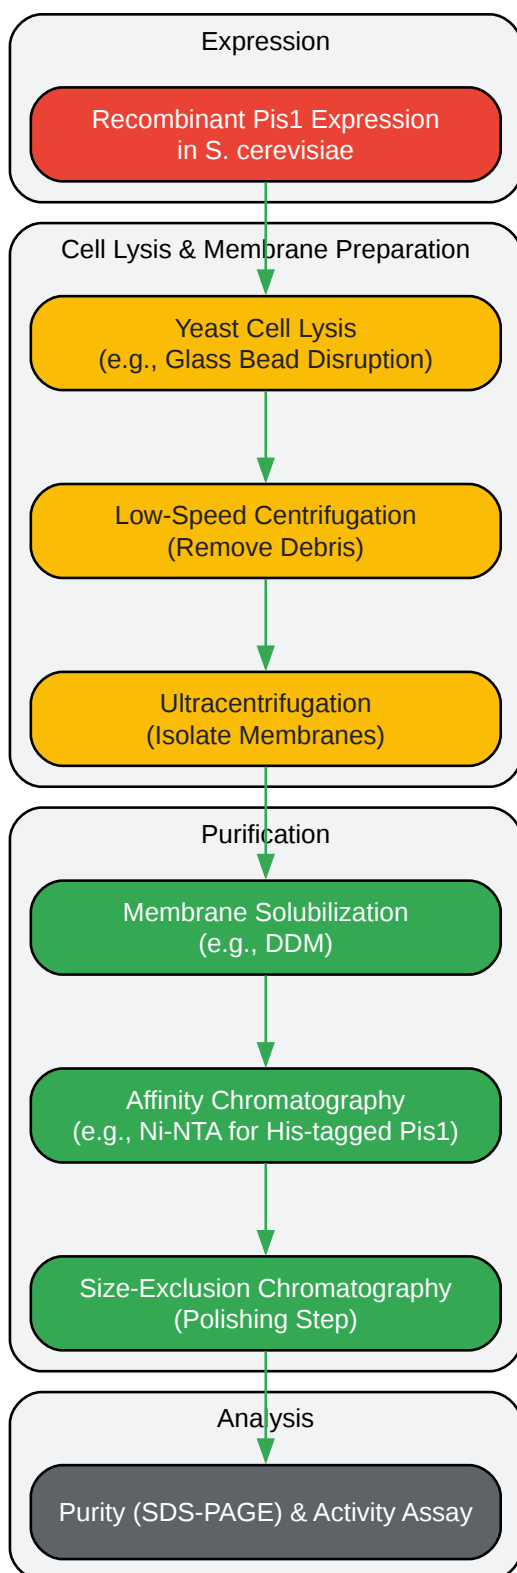 Expression
Recombinant Pis1 Expression
in S. cerevisiae
Cell Lysis & Membrane Preparation
Yeast Cell Lysis
(e.g., Glass Bead Disruption)
Low-Speed Centrifugation
(Remove Debris)
Ultracentrifugation
(Isolate Membranes)
Purification
Membrane Solubilization
(e.g., DDM)
Affinity Chromatography
(e.g., Ni-NTA for His-tagged Pis1)
Size-Exclusion Chromatography
(Polishing Step)
Analysis
Purity (SDS-PAGE) & Activity Assay